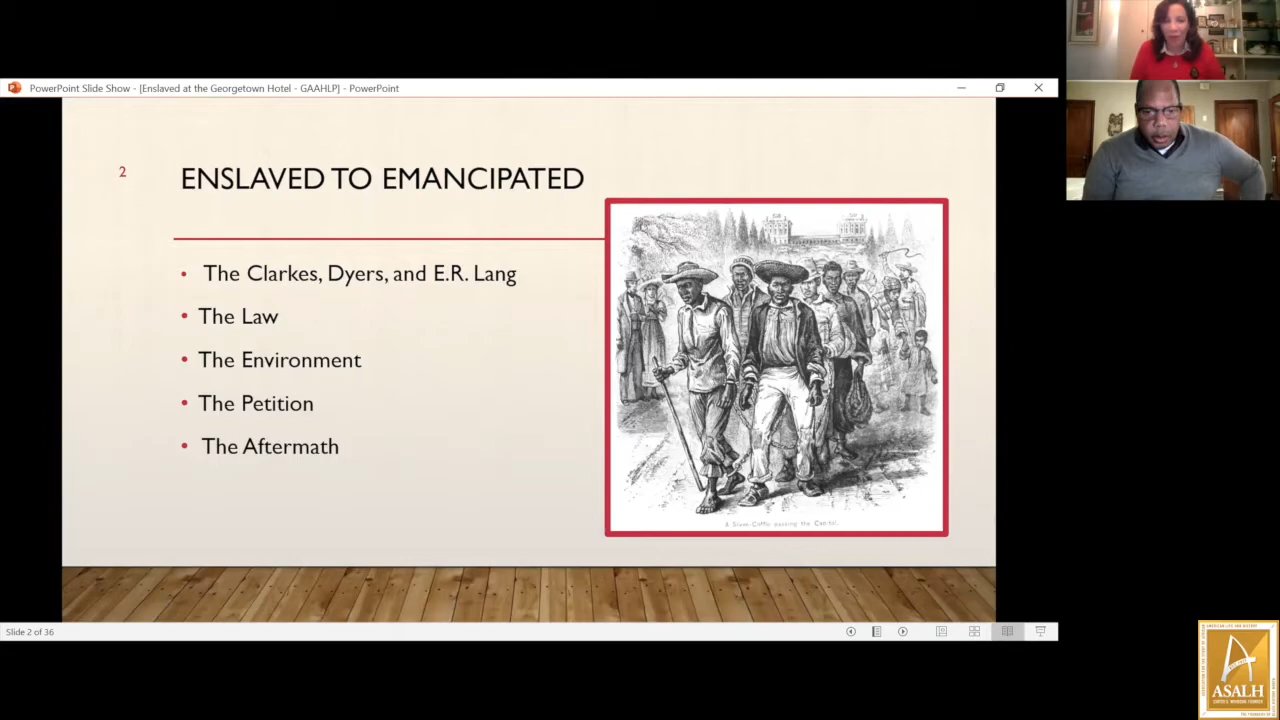 PowerPoint Slide Show - [Enslaved at the Georgetown Hotel - GAAHLP] - PowerPoint
2
ENSLAVED TO EMANCIPATED
• The Clarkes, Dyers, and E.R. Lang
• The Law
• The Environment
• The Petition
• The Aftermath
A Slave-Coffle passing the Capitol.
Slide 2 of 36
ASALH